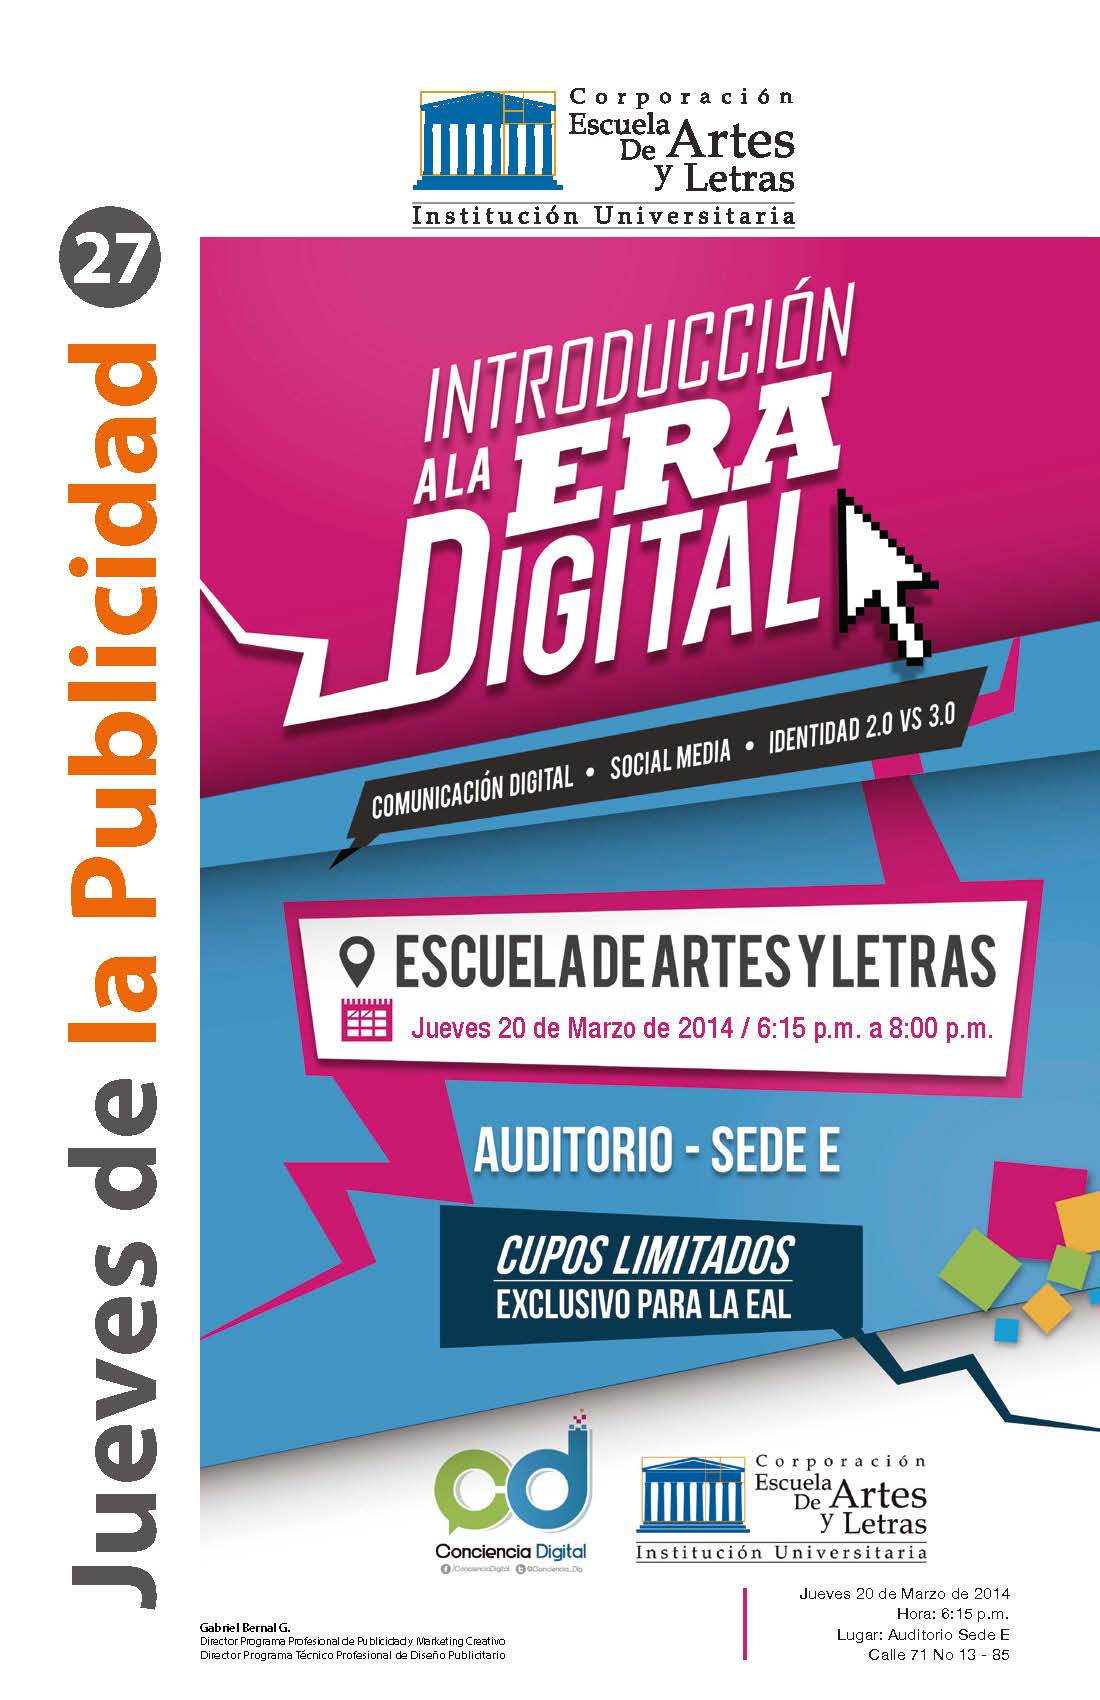 Corporación
Escuela
De Artes
y Letras
Institución Universitaria
Jueves de la Publicidad 27
INTRODUCCIÓN
A LA ERA
DIGITAL
COMUNICACIÓN DIGITAL • SOCIAL MEDIA • IDENTIDAD 2.0 VS 3.0
ESCUELA DE ARTES Y LETRAS
Jueves 20 de Marzo de 2014 / 6:15 p.m. a 8:00 p.m.
AUDITORIO - SEDE E
CUPOS LIMITADOS
EXCLUSIVO PARA LA EAL
cd
Conciencia Digital
/ConcienciaDigital @Conciencia_Dig
Corporación
Escuela
De Artes
y Letras
Institución Universitaria
Gabriel Bernal G.
Director Programa Profesional de Publicidad y Marketing Creativo
Director Programa Técnico Profesional de Diseño Publicitario
Jueves 20 de Marzo de 2014
Hora: 6:15 p.m.
Lugar: Auditorio Sede E
Calle 71 No 13 - 85